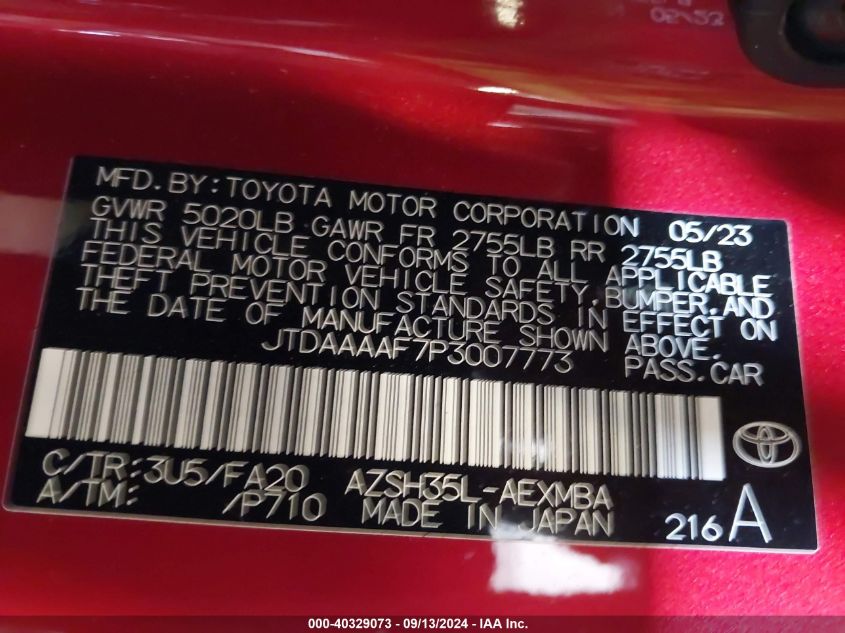 02452
MFD.BY:TOYOTA MOTOR CORPORATION 05/23
GVWR 5020LB GAWR FR 2755LB RR 2755LB
THIS VEHICLE CONFORMS TO ALL APPLICABLE
FEDERAL MOTOR VEHICLE SAFETY,BUMPER,AND
THEFT PREVENTION STANDARDS IN EFFECT ON
THE DATE OF MANUFACTURE SHOWN ABOVE.
JTDAAAAF7P3007773 PASS.CAR
C/TR:3U5/FA20 AZSH35L-AEXMBA
A/TM: /P710 MADE IN JAPAN 216A
000-40329073 - 09/13/2024 - IAA Inc.